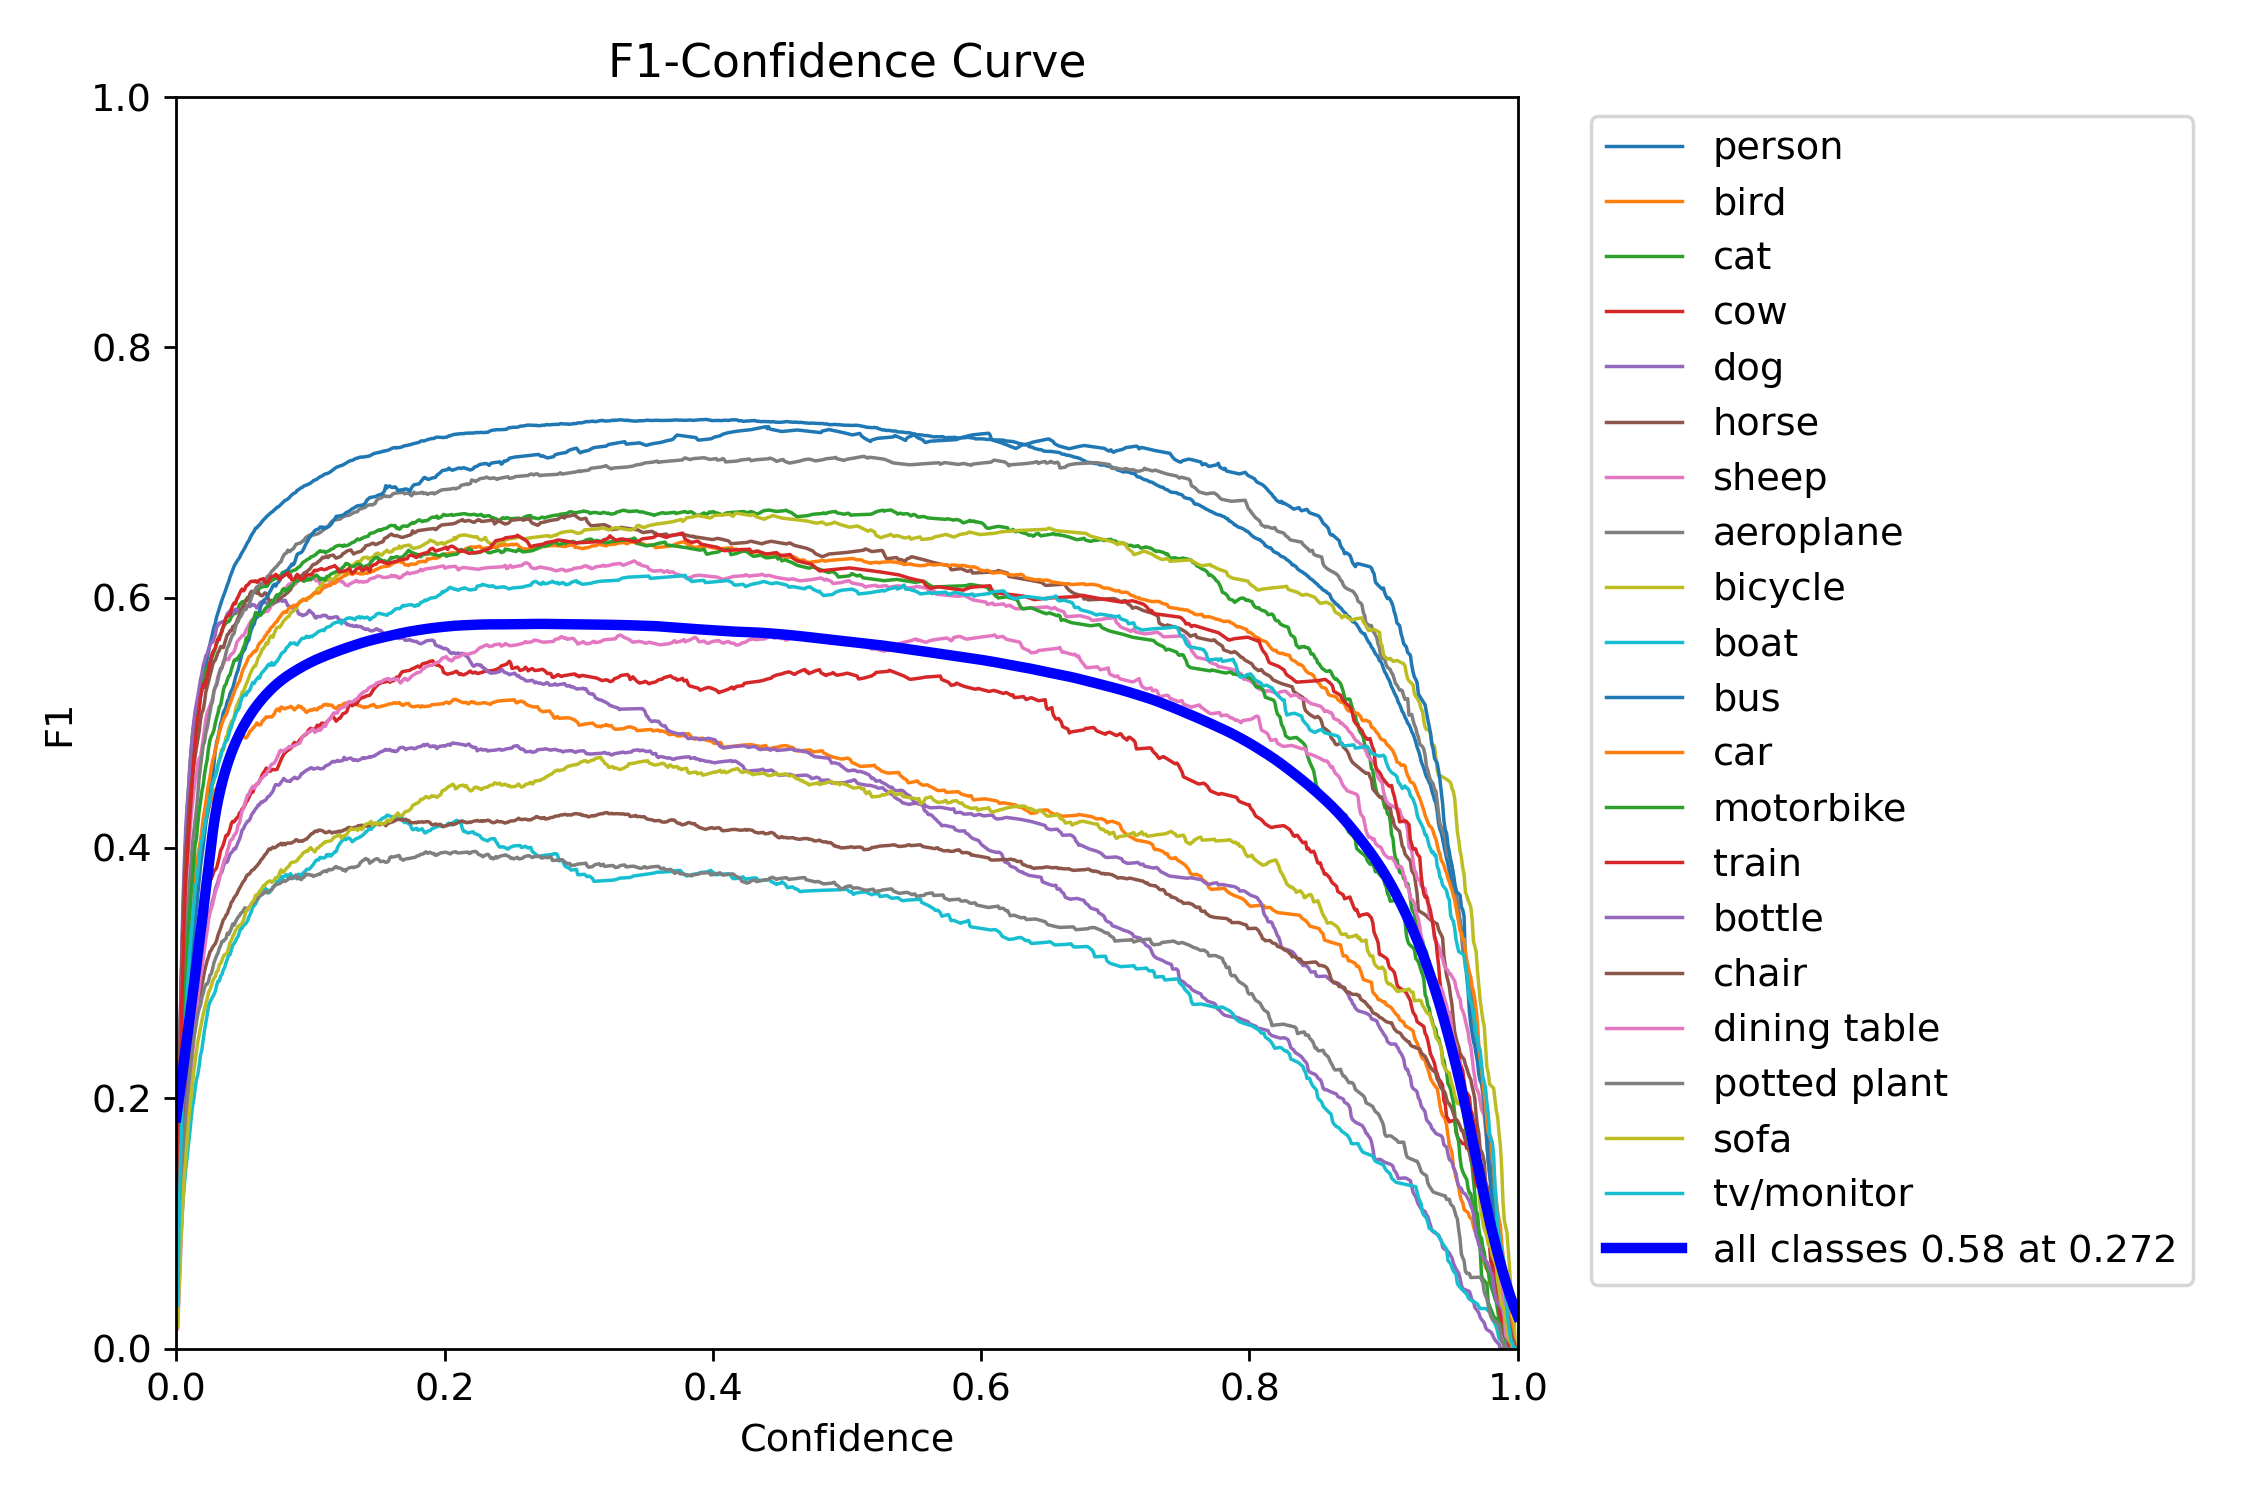 F1-Confidence Curve
1.0
0.8
0.6
0.4
0.2
0.0
F1
0.0 0.2 0.4 0.6 0.8 1.0
Confidence
person
bird
cat
cow
dog
horse
sheep
aeroplane
bicycle
boat
bus
car
motorbike
train
bottle
chair
dining table
potted plant
sofa
tv/monitor
all classes 0.58 at 0.272